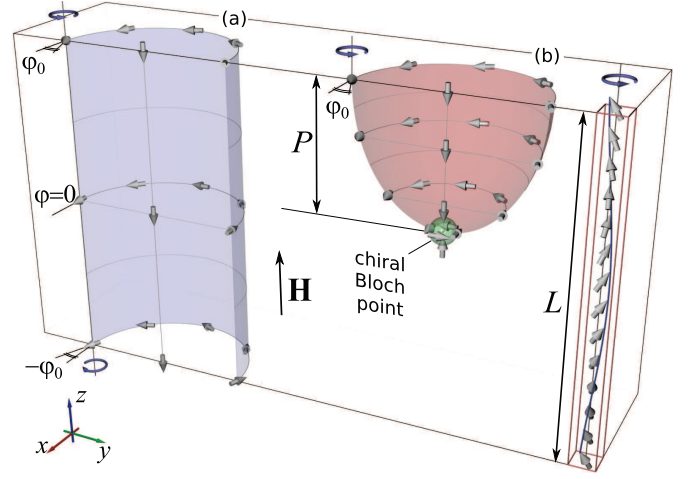 (a)
(b)
φ₀
φ₀
P
φ=0
chiral
Bloch
point
H
L
−φ₀
z
x
y